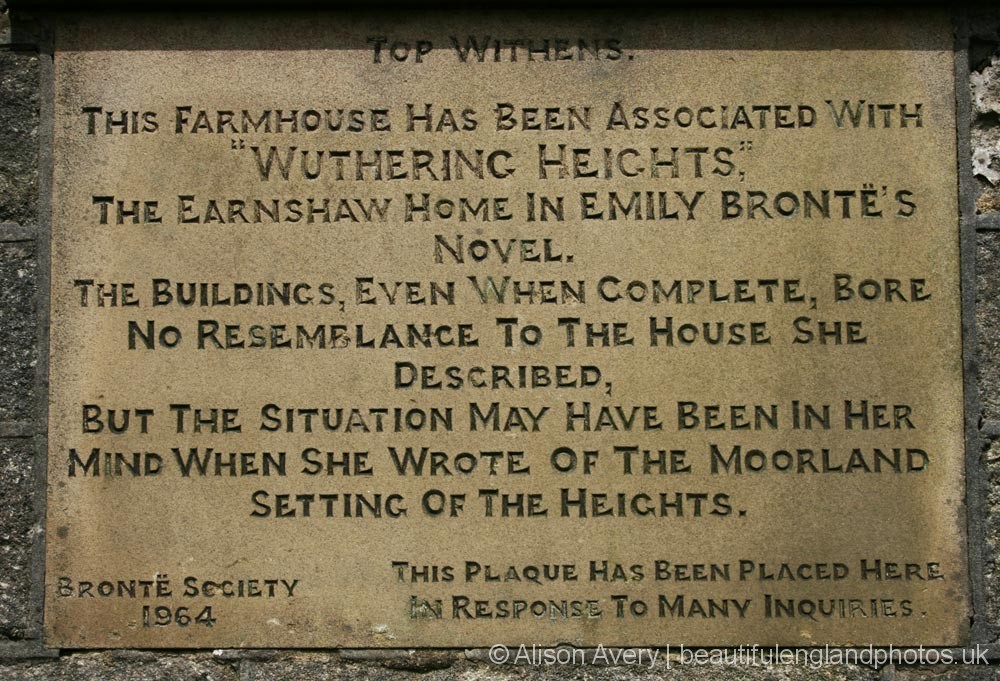 TOP WITHENS.
THIS FARMHOUSE HAS BEEN ASSOCIATED WITH
"WUTHERING HEIGHTS,"
THE EARNSHAW HOME IN EMILY BRONTË'S
NOVEL.
THE BUILDINGS, EVEN WHEN COMPLETE, BORE
NO RESEMBLANCE TO THE HOUSE SHE
DESCRIBED,
BUT THE SITUATION MAY HAVE BEEN IN HER
MIND WHEN SHE WROTE OF THE MOORLAND
SETTING OF THE HEIGHTS.
BRONTË SOCIETY
1964
THIS PLAQUE HAS BEEN PLACED HERE
IN RESPONSE TO MANY INQUIRIES.
© Alison Avery | beautifulenglandphotos.uk